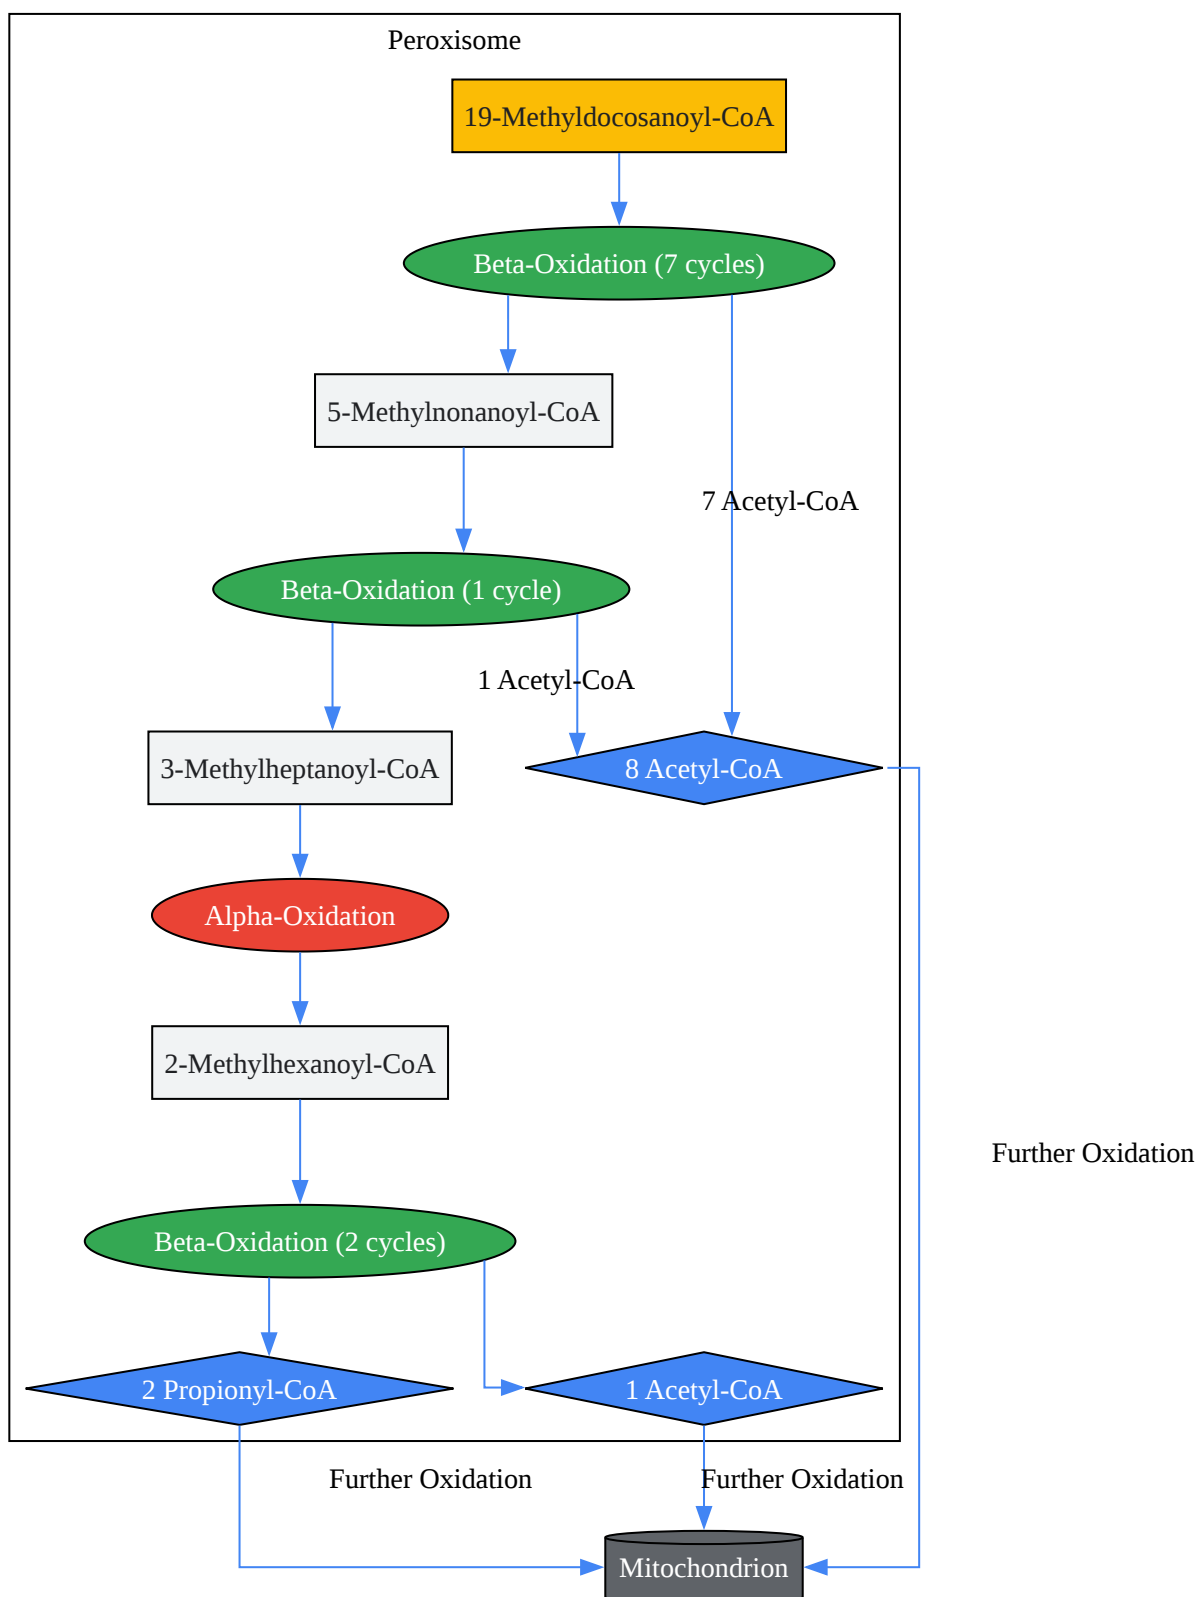 Peroxisome
19-Methyldocosanoyl-CoA
Beta-Oxidation (7 cycles)
5-Methylnonanoyl-CoA
7 Acetyl-CoA
Beta-Oxidation (1 cycle)
1 Acetyl-CoA
3-Methylheptanoyl-CoA
8 Acetyl-CoA
Alpha-Oxidation
2-Methylhexanoyl-CoA
Further Oxidation
Beta-Oxidation (2 cycles)
2 Propionyl-CoA
1 Acetyl-CoA
Further Oxidation
Further Oxidation
Mitochondrion